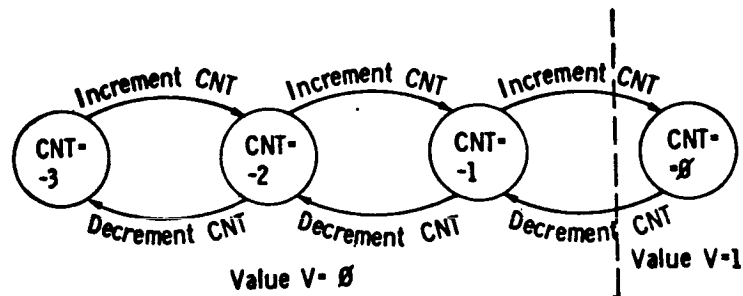 Increment CNT
Increment CNT
Increment CNT
CNT=
-3
CNT=
-2
CNT=
-1
CNT=
=Ø
Decrement CNT
Decrement CNT
Decrement CNT
Value V= Ø
Value V=1